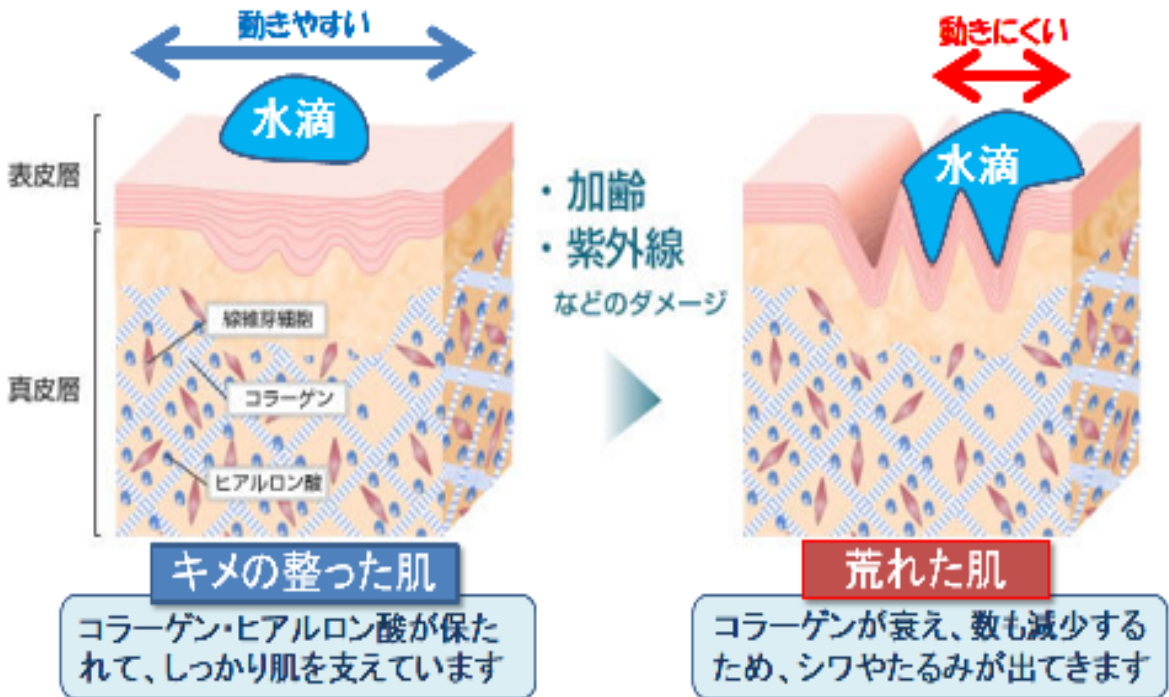 動きやすい
水滴
表皮層
真皮層
線維芽細胞
コラーゲン
ヒアルロン酸
キメの整った肌
コラーゲン・ヒアルロン酸が保た
れて、しっかり肌を支えています
・加齢
・紫外線
などのダメージ
動きにくい
水滴
荒れた肌
コラーゲンが衰え、数も減少する
ため、シワやたるみが出てきます